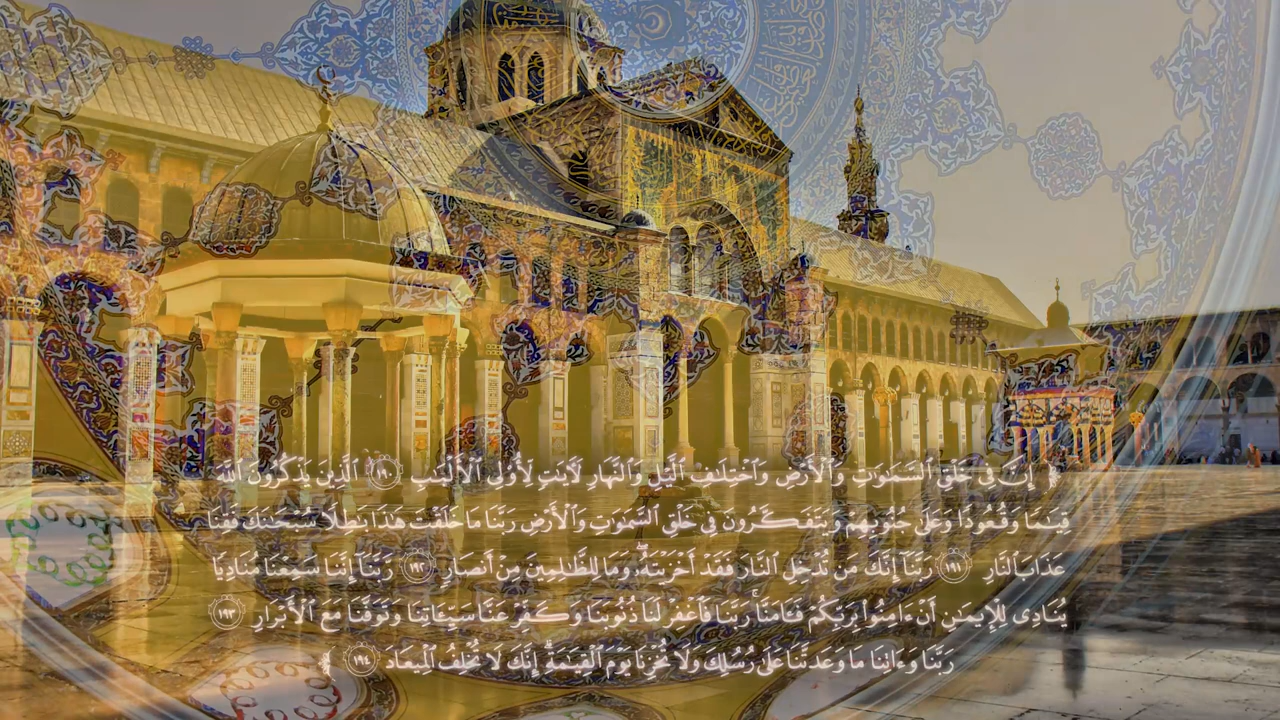 ﴿ إِنَّ فِي خَلْقِ ٱلسَّمَٰوَٰتِ وَٱلْأَرْضِ وَٱخْتِلَٰفِ ٱلَّيْلِ وَٱلنَّهَارِ لَءَايَٰتٍ لِّأُو۟لِى ٱلْأَلْبَٰبِ ١٩٠ ٱلَّذِينَ يَذْكُرُونَ ٱللَّهَ
قِيَٰمًا وَقُعُودًا وَعَلَىٰ جُنُوبِهِمْ وَيَتَفَكَّرُونَ فِي خَلْقِ ٱلسَّمَٰوَٰتِ وَٱلْأَرْضِ رَبَّنَا مَا خَلَقْتَ هَٰذَا بَٰطِلًا سُبْحَٰنَكَ فَقِنَا
عَذَابَ ٱلنَّارِ ١٩١ رَبَّنَآ إِنَّكَ مَن تُدْخِلِ ٱلنَّارَ فَقَدْ أَخْزَيْتَهُۥ ۖ وَمَا لِلظَّٰلِمِينَ مِنْ أَنصَارٍ ١٩٢ رَبَّنَآ إِنَّنَا سَمِعْنَا مُنَادِيًا
يُنَادِى لِلْإِيمَٰنِ أَنْ ءَامِنُوا۟ بِرَبِّكُمْ فَـَٔامَنَّا ۚ رَبَّنَا فَٱغْفِرْ لَنَا ذُنُوبَنَا وَكَفِّرْ عَنَّا سَيِّـَٔاتِنَا وَتَوَفَّنَا مَعَ ٱلْأَبْرَارِ ١٩٣
رَبَّنَا وَءَاتِنَا مَا وَعَدتَّنَا عَلَىٰ رُسُلِكَ وَلَا تُخْزِنَا يَوْمَ ٱلْقِيَٰمَةِ ۗ إِنَّكَ لَا تُخْلِفُ ٱلْمِيعَادَ ١٩٤ ﴾